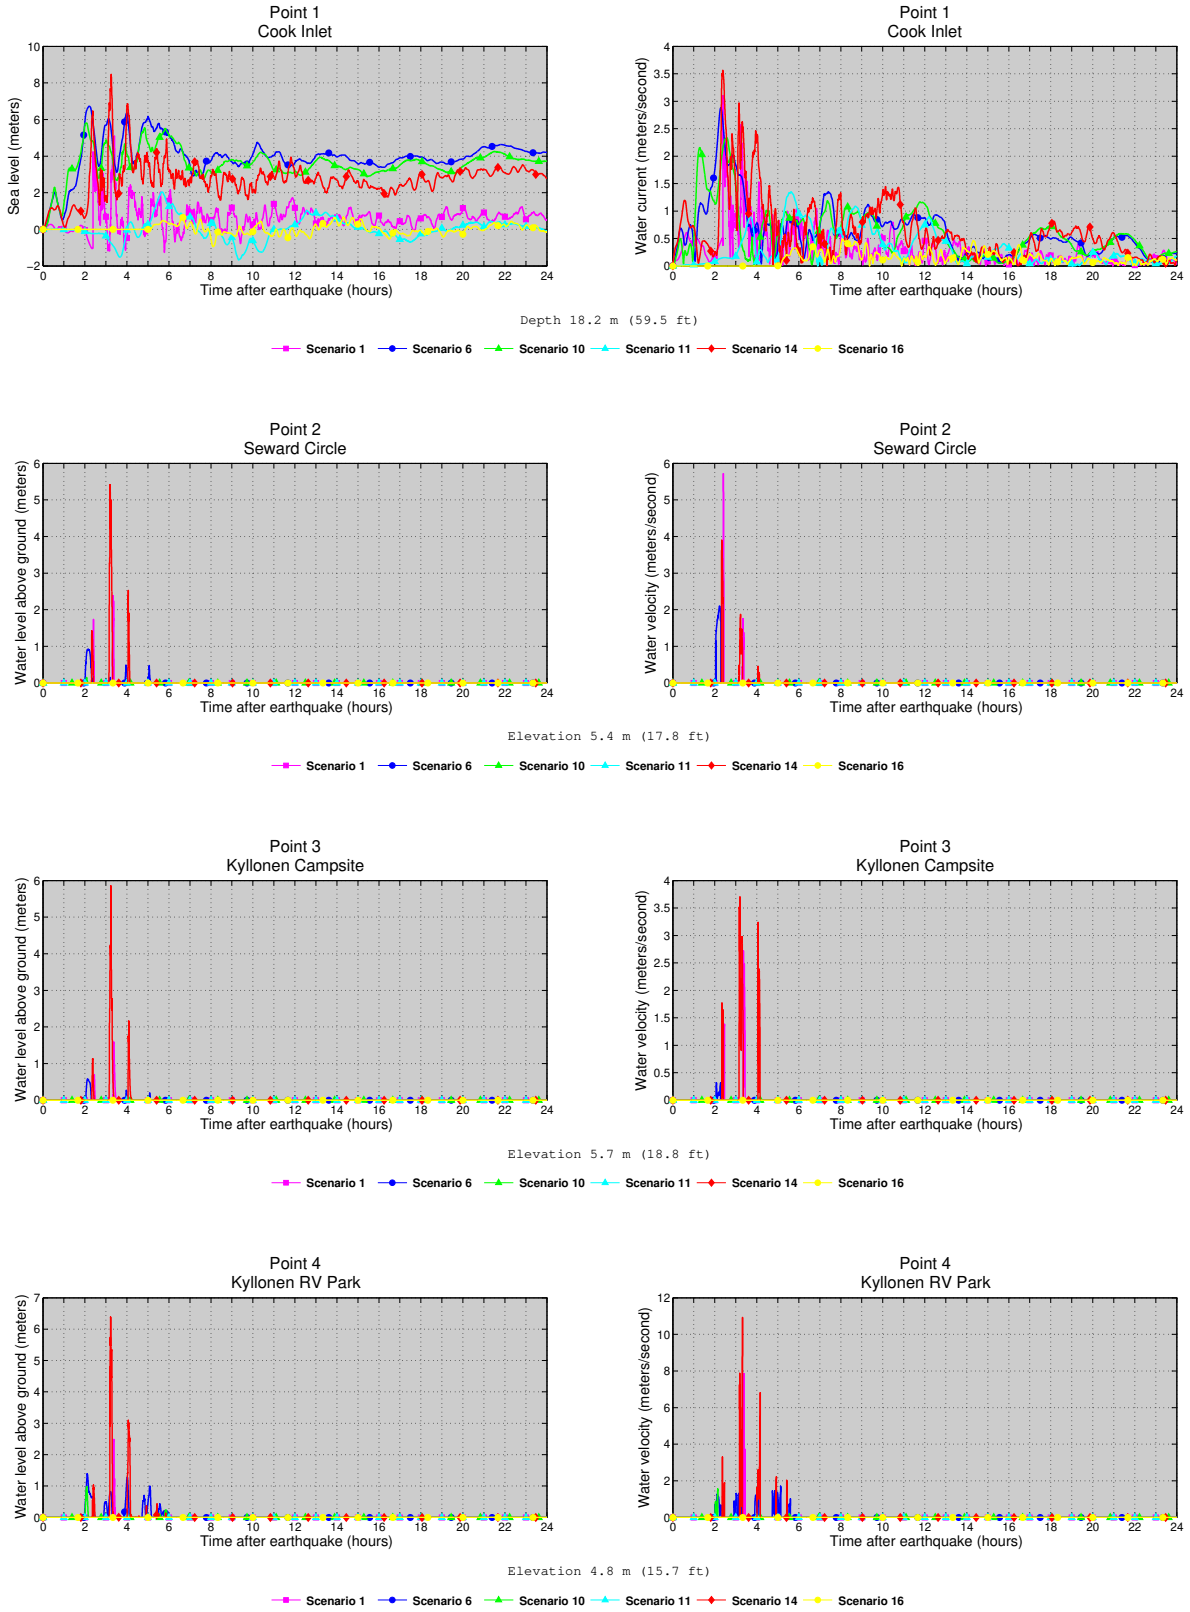 Point 1
Cook Inlet
Sea level (meters)
10
8
6
4
2
0
−2
0 2 4 6 8 10 12 14 16 18 20 22 24
Time after earthquake (hours)
Point 1
Cook Inlet
Water current (meters/second)
4
3.5
3
2.5
2
1.5
1
0.5
0
0 2 4 6 8 10 12 14 16 18 20 22 24
Time after earthquake (hours)
Depth 18.2 m (59.5 ft)
Scenario 1 Scenario 6 Scenario 10 Scenario 11 Scenario 14 Scenario 16
Point 2
Seward Circle
Water level above ground (meters)
6
5
4
3
2
1
0
0 2 4 6 8 10 12 14 16 18 20 22 24
Time after earthquake (hours)
Point 2
Seward Circle
Water velocity (meters/second)
6
5
4
3
2
1
0
0 2 4 6 8 10 12 14 16 18 20 22 24
Time after earthquake (hours)
Elevation 5.4 m (17.8 ft)
Scenario 1 Scenario 6 Scenario 10 Scenario 11 Scenario 14 Scenario 16
Point 3
Kyllonen Campsite
Water level above ground (meters)
6
5
4
3
2
1
0
0 2 4 6 8 10 12 14 16 18 20 22 24
Time after earthquake (hours)
Point 3
Kyllonen Campsite
Water velocity (meters/second)
4
3.5
3
2.5
2
1.5
1
0.5
0
0 2 4 6 8 10 12 14 16 18 20 22 24
Time after earthquake (hours)
Elevation 5.7 m (18.8 ft)
Scenario 1 Scenario 6 Scenario 10 Scenario 11 Scenario 14 Scenario 16
Point 4
Kyllonen RV Park
Water level above ground (meters)
7
6
5
4
3
2
1
0
0 2 4 6 8 10 12 14 16 18 20 22 24
Time after earthquake (hours)
Point 4
Kyllonen RV Park
Water velocity (meters/second)
12
10
8
6
4
2
0
0 2 4 6 8 10 12 14 16 18 20 22 24
Time after earthquake (hours)
Elevation 4.8 m (15.7 ft)
Scenario 1 Scenario 6 Scenario 10 Scenario 11 Scenario 14 Scenario 16